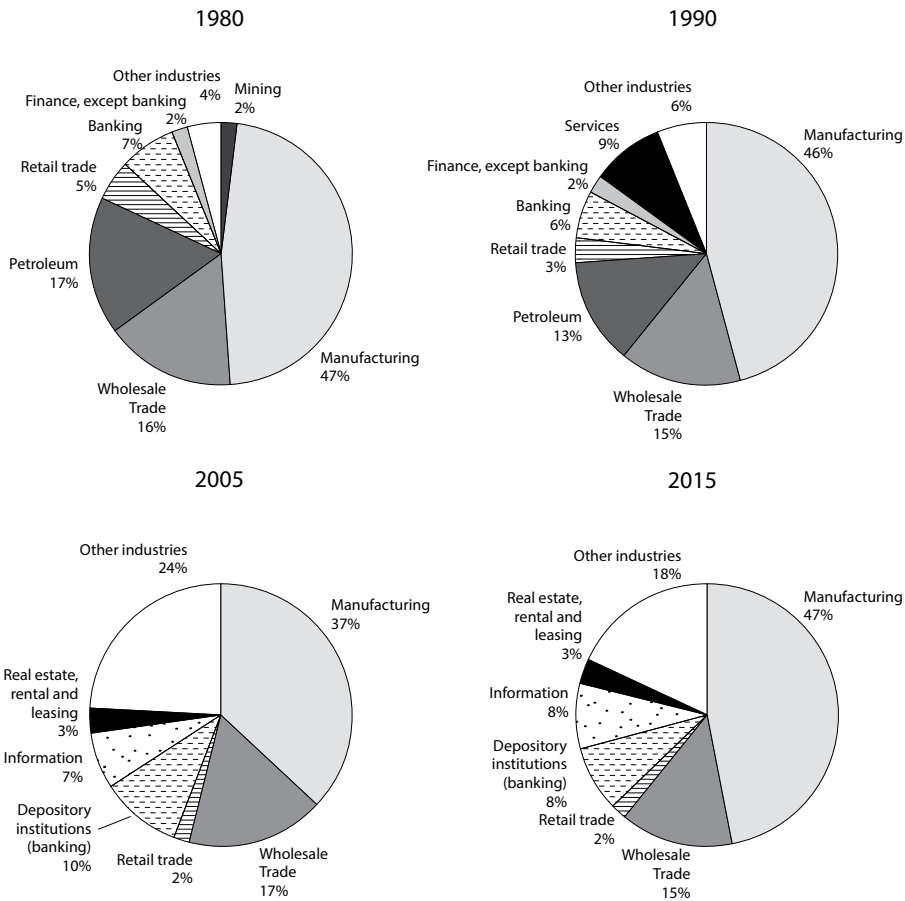 1980
Other industries
4%
Mining
2%
Finance, except banking
2%
Banking
7%
Retail trade
5%
Petroleum
17%
Wholesale
Trade
16%
Manufacturing
47%
1990
Other industries
6%
Services
9%
Finance, except banking
2%
Banking
6%
Retail trade
3%
Petroleum
13%
Wholesale
Trade
15%
Manufacturing
46%
2005
Other industries
24%
Manufacturing
37%
Real estate,
rental and
leasing
3%
Information
7%
Depository
institutions
(banking)
10%
Retail trade
2%
Wholesale
Trade
17%
2015
Other industries
18%
Manufacturing
47%
Real estate,
rental and
leasing
3%
Information
8%
Depository
institutions
(banking)
8%
Retail trade
2%
Wholesale
Trade
15%